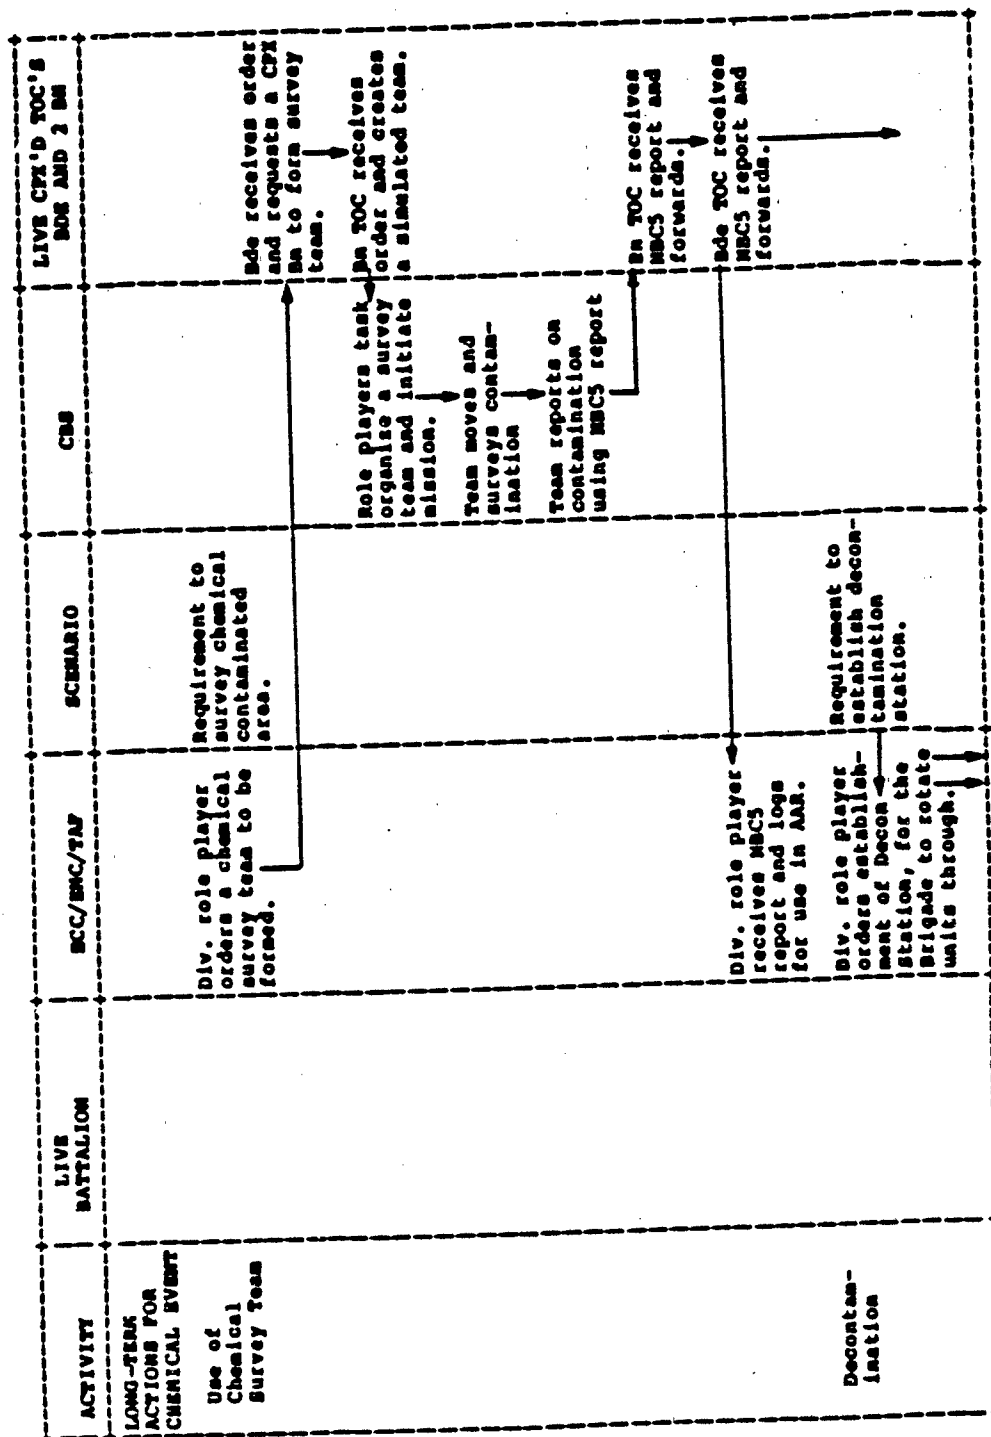 ACTIVITY
LIVE
BATTALION
ECC/EMC/TAF
SCENARIO
CBS
LIVE CPX'D TOC'S
BDE AND 2 BN
LONG-TERM
ACTIONS FOR
CHEMICAL EVENT
Use of
Chemical
Survey Team
Div. role player
orders a chemical
survey team to be
formed.
Requirement to
survey chemical
contaminated
area.
Bde receives order
and requests a CPX
Bn to form survey
team.
Bn TOC receives
order and creates
a simulated team.
Role players task
organize a survey
team and initiate
mission.
Team moves and
surveys contam-
ination
Team reports on
contamination
using NBC5 report
Bn TOC receives
NBC5 report and
forwards.
Bde TOC receives
NBC5 report and
forwards.
Div. role player
receives NBC5
report and logs
for use in AAR.
Decontam-
ination
Div. role player
orders establish-
ment of Decon
Station, for the
Brigade to rotate
units through.
Requirement to
establish decon-
tamination
station.